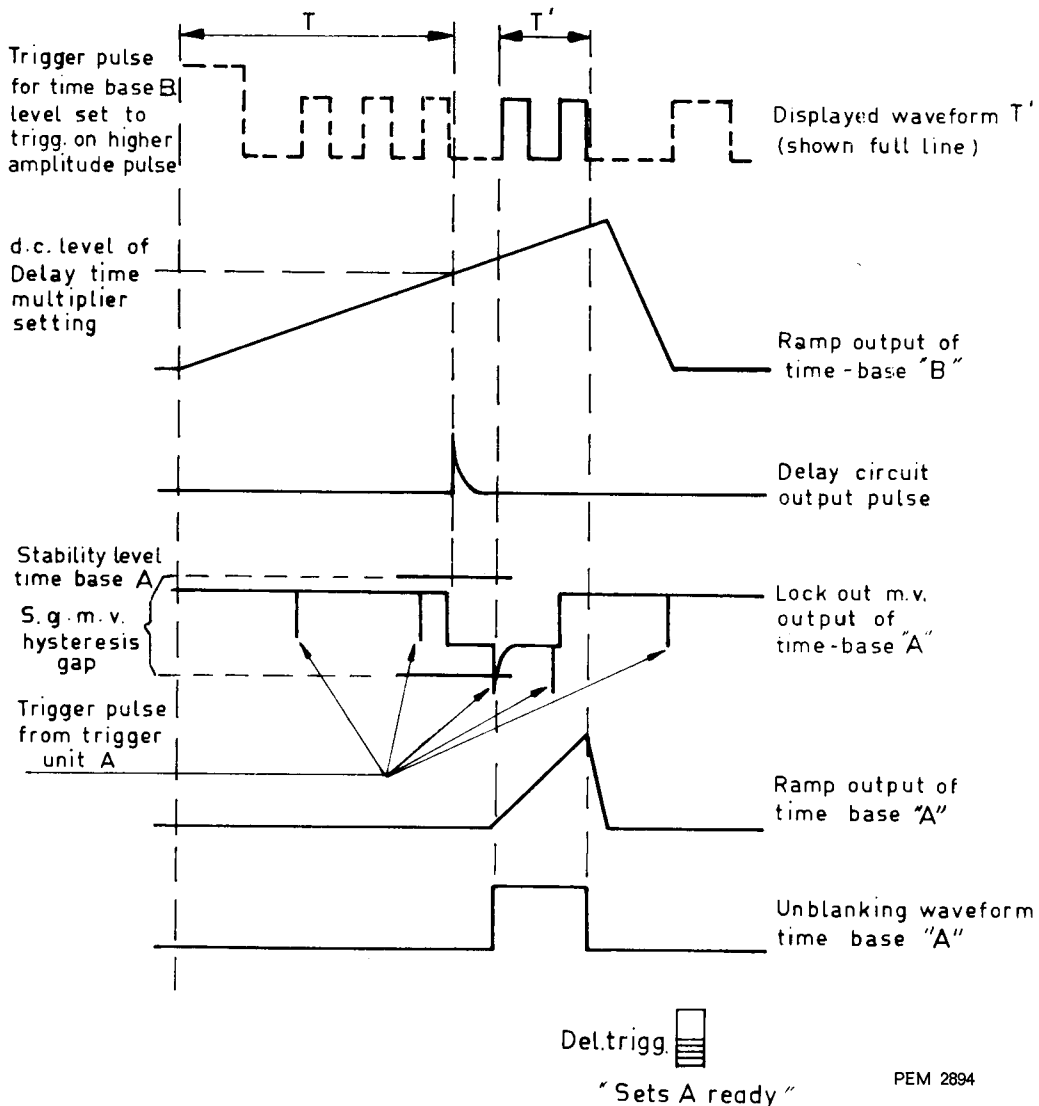 T
T'
Trigger pulse
for time base B
level set to
trigg. on higher
amplitude pulse
Displayed waveform T'
(shown full line)
d.c. level of
Delay time
multiplier
setting
Ramp output of
time-base "B"
Delay circuit
output pulse
Stability level
time base A
S.g.m.v.
hysteresis
gap
Lock out m.v.
output of
time-base "A"
Trigger pulse
from trigger
unit A
Ramp output of
time base "A"
Unblanking waveform
time base "A"
Del.trigg.
"Sets A ready"
PEM 2894